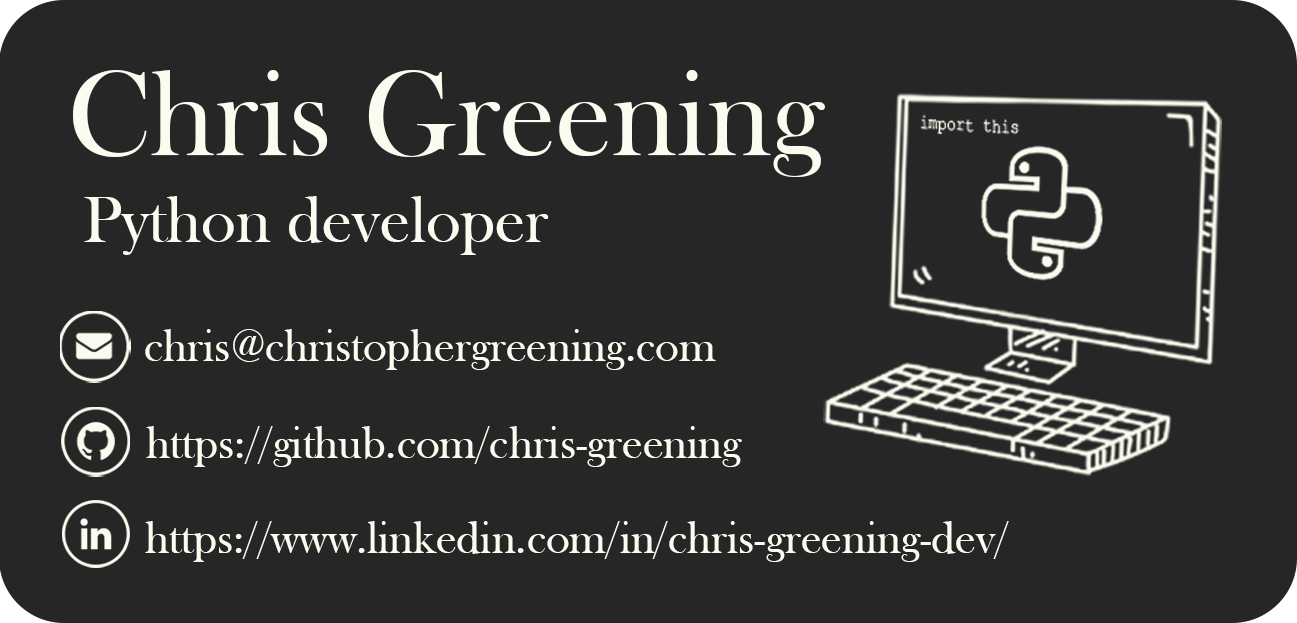 Chris Greening
Python developer
import this
chris@christophergreening.com
https://github.com/chris-greening
in https://www.linkedin.com/in/chris-greening-dev/